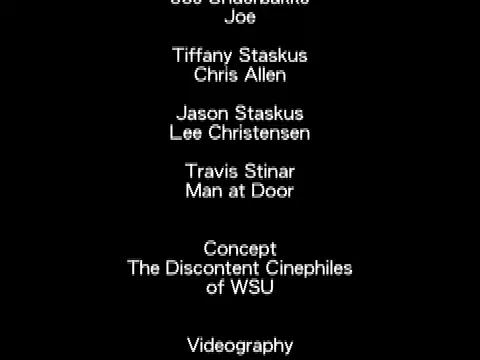 Joe
Tiffany Staskus
Chris Allen
Jason Staskus
Lee Christensen
Travis Stinar
Man at Door
Concept
The Discontent Cinephiles
of WSU
Videography